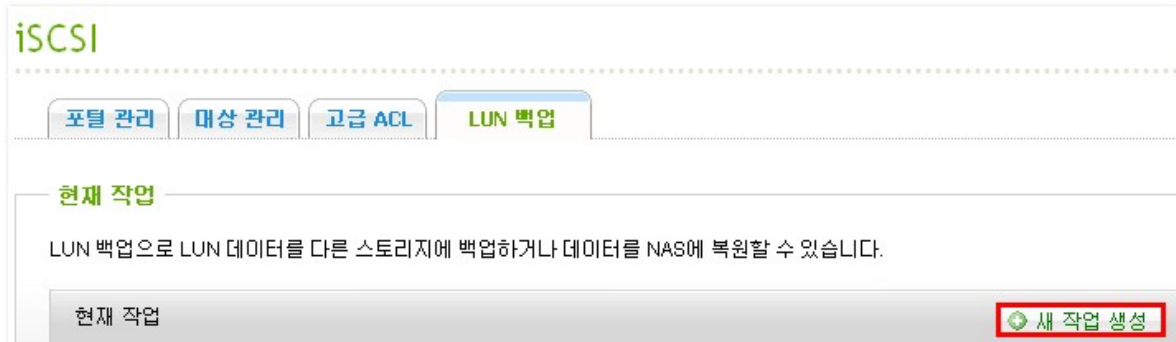 iSCSI
포털 관리 대상 관리 고급 ACL LUN 백업
현재 작업
LUN 백업으로 LUN 데이터를 다른 스토리지에 백업하거나 데이터를 NAS에 복원할 수 있습니다.
현재 작업 새 작업 생성